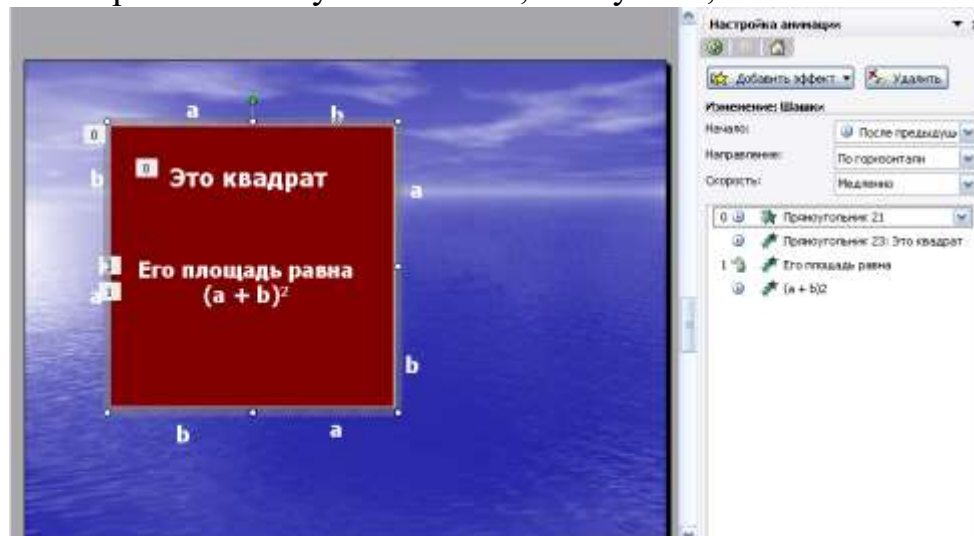 Настройка анимации
Добавить эффект
Удалить
Изменение: Шашки
Начало:
После предыдущ
Направление:
По горизонтали
Скорость:
Медленно
0 Прямоугольник 21
Прямоугольник 23: Это квадрат
1 Его площадь равна
(a + b)2
a
b
0
0
Это квадрат
b
a
Его площадь равна
1
a
(a + b)²
b
b
a